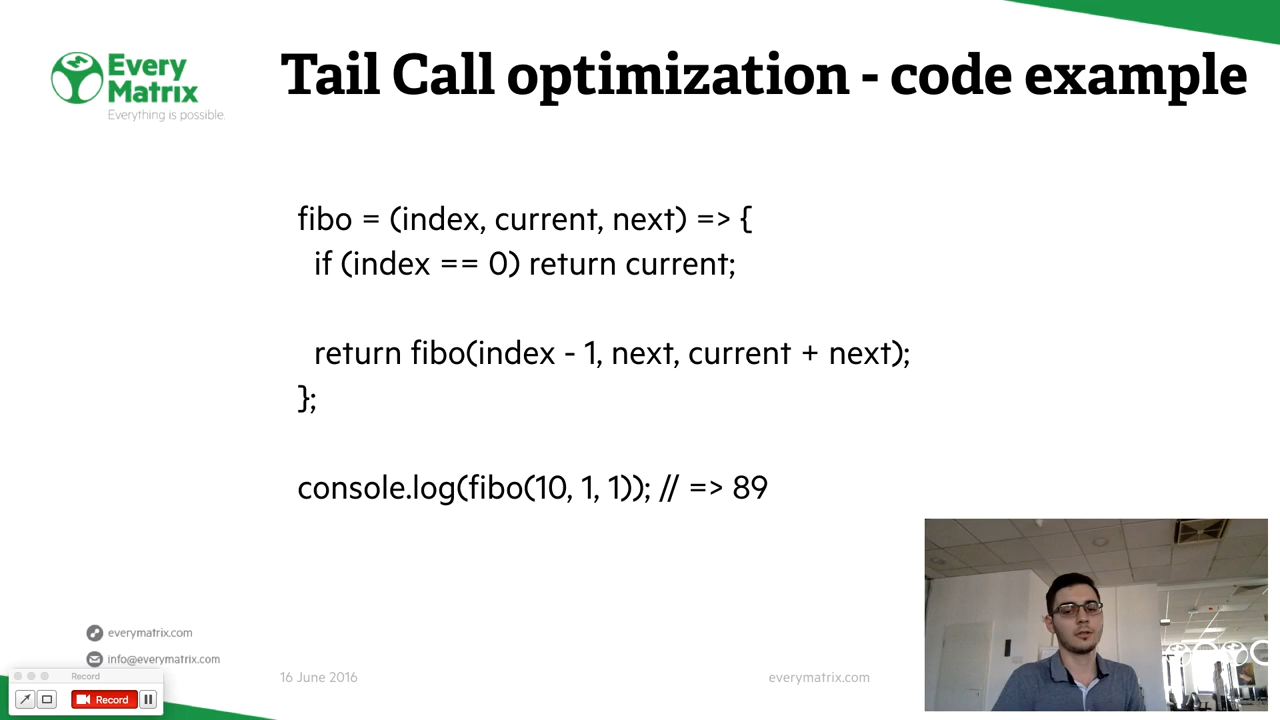 Every
Matrix
Everything is possible.
Tail Call optimization - code example
fibo = (index, current, next) => {
if (index == 0) return current;
return fibo(index - 1, next, current + next);
};
console.log(fibo(10, 1, 1)); // => 89
everymatrix.com
info@everymatrix.com
Record
Record
16 June 2016
everymatrix.com